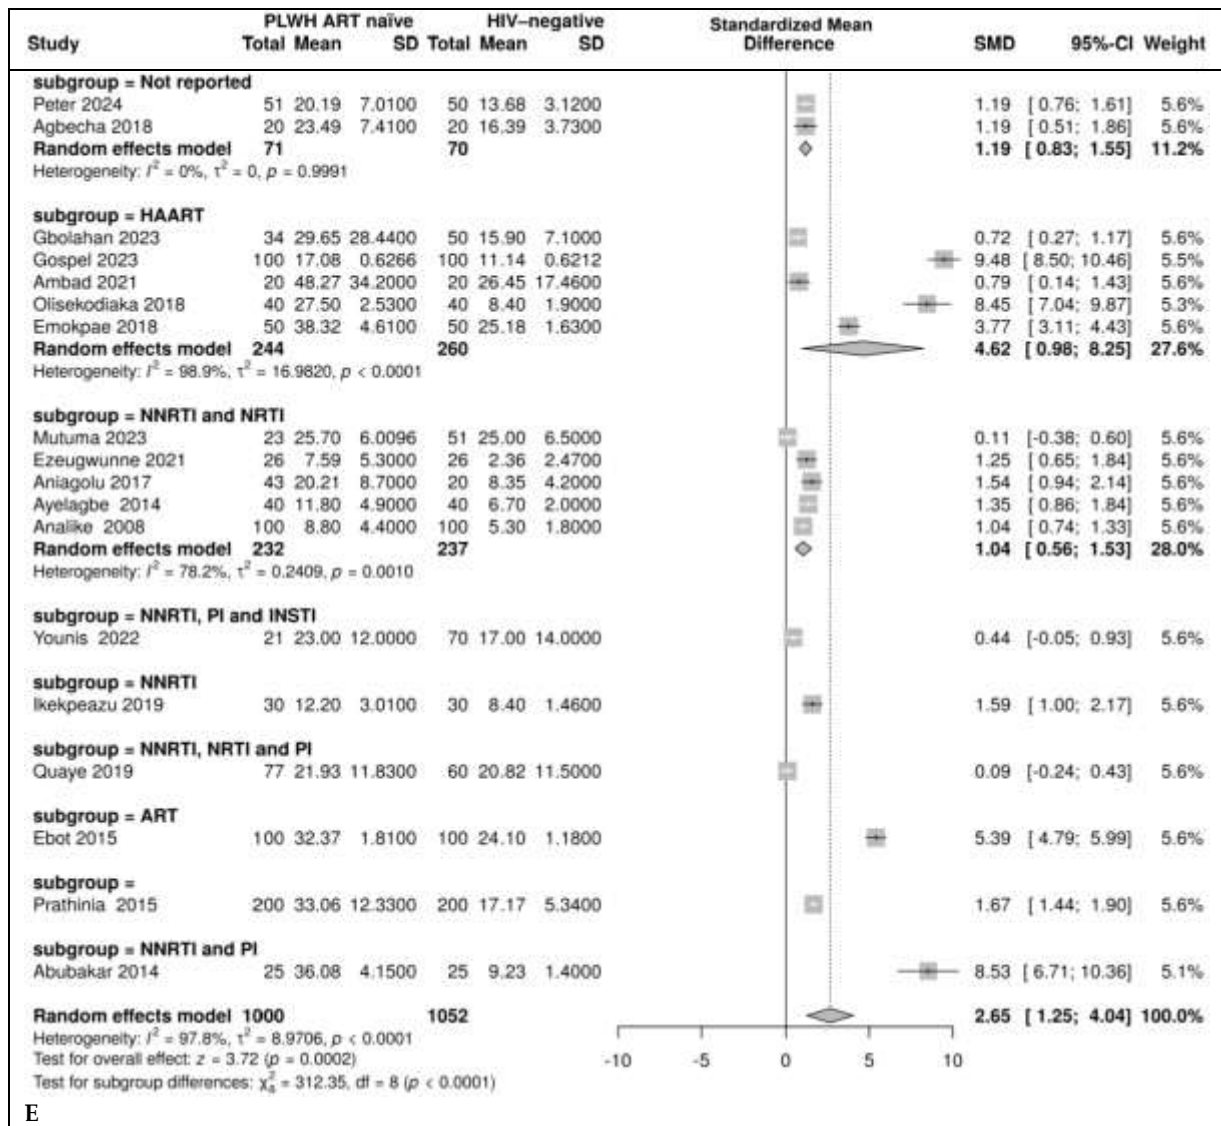 PLWH ART naïve HIV−negative Standardized Mean
Study Total Mean SD Total Mean SD Difference SMD 95%-CI Weight
subgroup = Not reported
Peter 2024 51 20.19 7.0100 50 13.68 3.1200 1.19 [ 0.76; 1.61] 5.6%
Agbecha 2018 20 23.49 7.4100 20 16.39 3.7300 1.19 [ 0.51; 1.86] 5.6%
Random effects model 71 70 1.19 [ 0.83; 1.55] 11.2%
Heterogeneity: I² = 0%, τ² = 0, p = 0.9991
subgroup = HAART
Gbolahan 2023 34 29.65 28.4400 50 15.90 7.1000 0.72 [ 0.27; 1.17] 5.6%
Gospel 2023 100 17.08 0.6266 100 11.14 0.6212 9.48 [ 8.50; 10.46] 5.5%
Ambad 2021 20 48.27 34.2000 20 26.45 17.4600 0.79 [ 0.14; 1.43] 5.6%
Olisekodiaka 2018 40 27.50 2.5300 40 8.40 1.9000 8.45 [ 7.04; 9.87] 5.3%
Emokpae 2018 50 38.32 4.6100 50 25.18 1.6300 3.77 [ 3.11; 4.43] 5.6%
Random effects model 244 260 4.62 [ 0.98; 8.25] 27.6%
Heterogeneity: I² = 98.9%, τ² = 16.9820, p < 0.0001
subgroup = NNRTI and NRTI
Mutuma 2023 23 25.70 6.0096 51 25.00 6.5000 0.11 [-0.38; 0.60] 5.6%
Ezeugwunne 2021 26 7.59 5.3000 26 2.36 2.4700 1.25 [ 0.65; 1.84] 5.6%
Aniagolu 2017 43 20.21 8.7000 20 8.35 4.2000 1.54 [ 0.94; 2.14] 5.6%
Ayelagbe 2014 40 11.80 4.9000 40 6.70 2.0000 1.35 [ 0.86; 1.84] 5.6%
Analike 2008 100 8.80 4.4000 100 5.30 1.8000 1.04 [ 0.74; 1.33] 5.6%
Random effects model 232 237 1.04 [ 0.56; 1.53] 28.0%
Heterogeneity: I² = 78.2%, τ² = 0.2409, p = 0.0010
subgroup = NNRTI, PI and INSTI
Younis 2022 21 23.00 12.0000 70 17.00 14.0000 0.44 [-0.05; 0.93] 5.6%
subgroup = NNRTI
Ikekpeazu 2019 30 12.20 3.0100 30 8.40 1.4600 1.59 [ 1.00; 2.17] 5.6%
subgroup = NNRTI, NRTI and PI
Quaye 2019 77 21.93 11.8300 60 20.82 11.5000 0.09 [-0.24; 0.43] 5.6%
subgroup = ART
Ebot 2015 100 32.37 1.8100 100 24.10 1.1800 5.39 [ 4.79; 5.99] 5.6%
subgroup =
Prathinia 2015 200 33.06 12.3300 200 17.17 5.3400 1.67 [ 1.44; 1.90] 5.6%
subgroup = NNRTI and PI
Abubakar 2014 25 36.08 4.1500 25 9.23 1.4000 8.53 [ 6.71; 10.36] 5.1%
Random effects model 1000 1052 2.65 [ 1.25; 4.04] 100.0%
Heterogeneity: I² = 97.8%, τ² = 8.9706, p < 0.0001
Test for overall effect: z = 3.72 (p = 0.0002)
-10 -5 0 5 10
Test for subgroup differences: χ²₈ = 312.35, df = 8 (p < 0.0001)
E